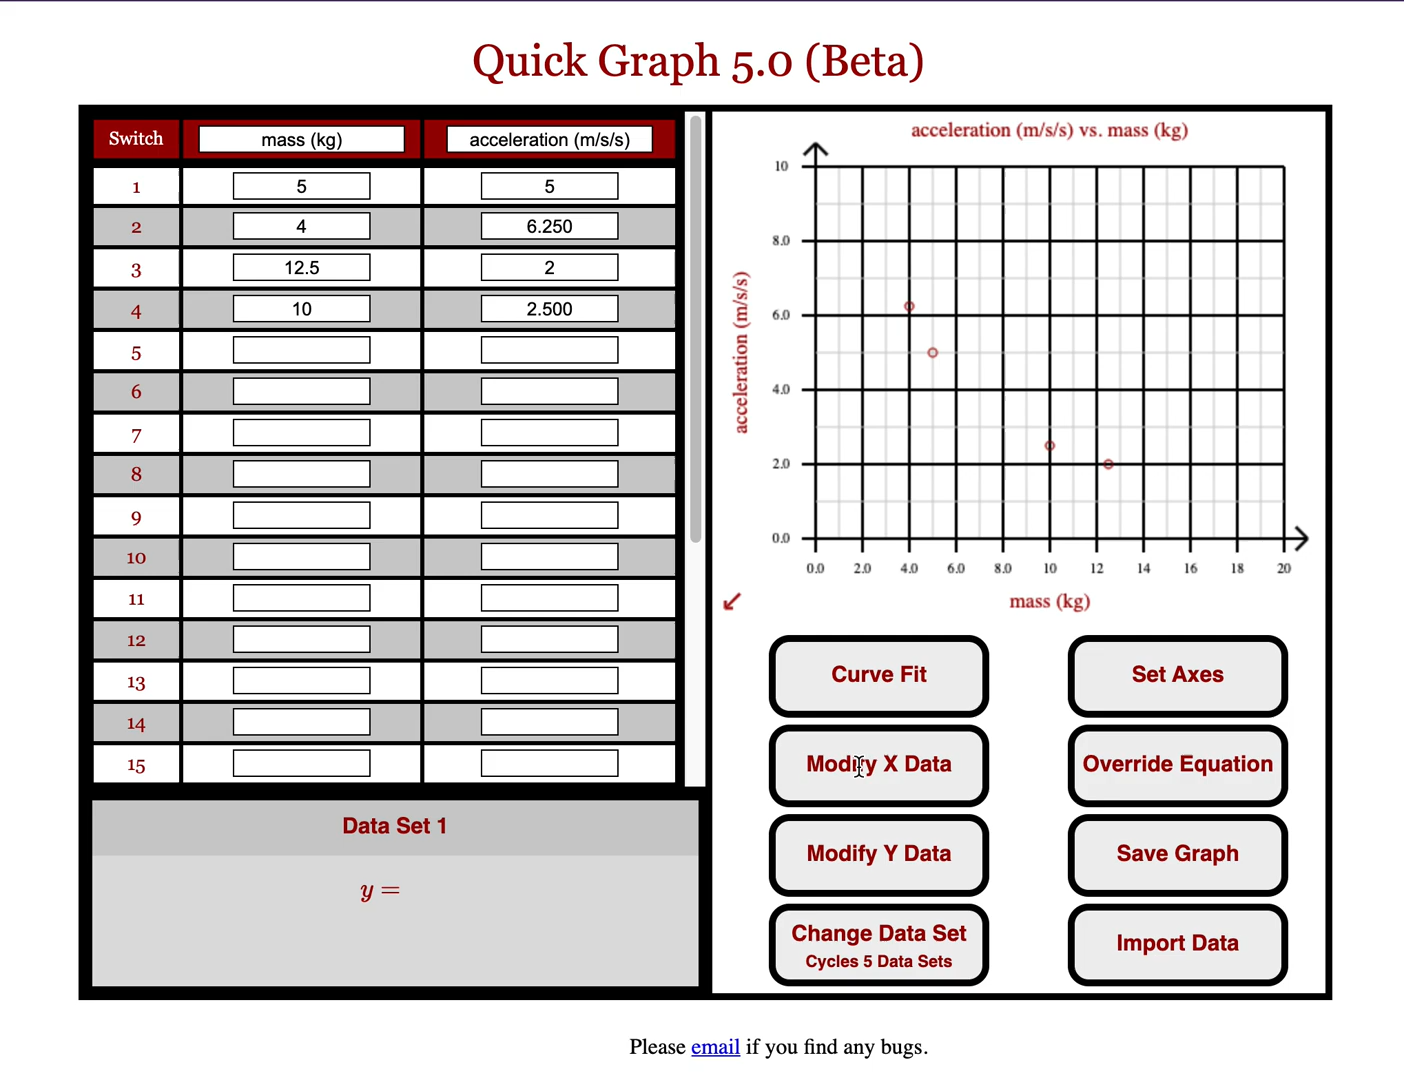 Quick Graph 5.0 (Beta)
Switch mass (kg) acceleration (m/s/s)
1 5 5
2 4 6.250
3 12.5 2
4 10 2.500
5
6
7
8
9
10
11
12
13
14
15
Data Set 1
y =
acceleration (m/s/s) vs. mass (kg)
acceleration (m/s/s)
10
8.0
6.0
4.0
2.0
0.0
0.0 2.0 4.0 6.0 8.0 10 12 14 16 18 20
mass (kg)
Curve Fit
Set Axes
Modify X Data
Override Equation
Modify Y Data
Save Graph
Change Data Set
Cycles 5 Data Sets
Import Data
Please email if you find any bugs.